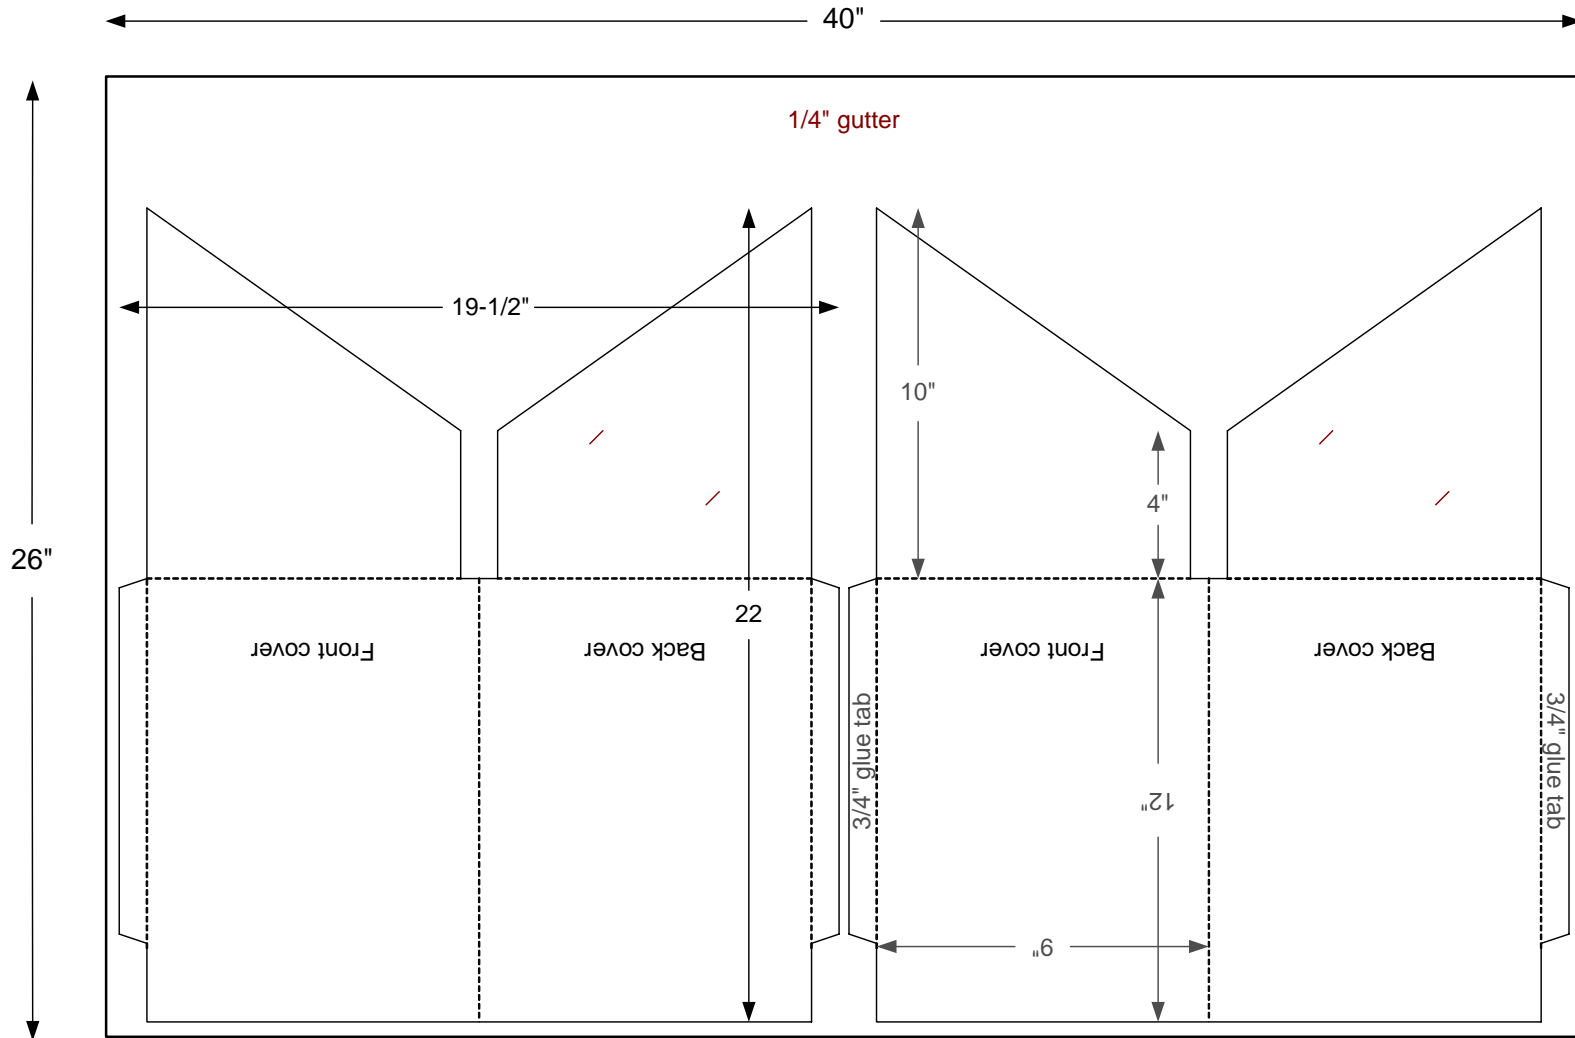 40"
1/4" gutter
19-1/2"
10"
4"
26"
22
Front cover
Back cover
Front cover
Back cover
3/4" glue tab
3/4" glue tab
12"
9"